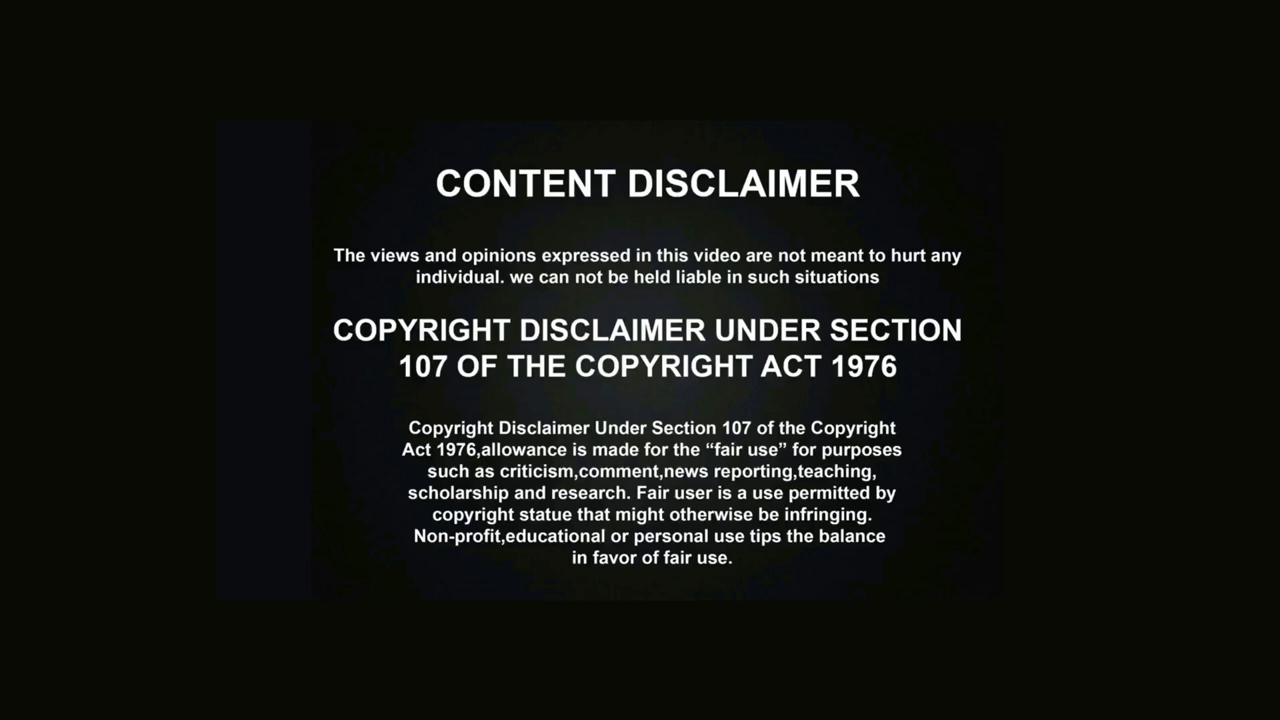 CONTENT DISCLAIMER
The views and opinions expressed in this video are not meant to hurt any
individual. we can not be held liable in such situations
COPYRIGHT DISCLAIMER UNDER SECTION
107 OF THE COPYRIGHT ACT 1976
Copyright Disclaimer Under Section 107 of the Copyright
Act 1976,allowance is made for the “fair use” for purposes
such as criticism,comment,news reporting,teaching,
scholarship and research. Fair user is a use permitted by
copyright statue that might otherwise be infringing.
Non-profit,educational or personal use tips the balance
in favor of fair use.